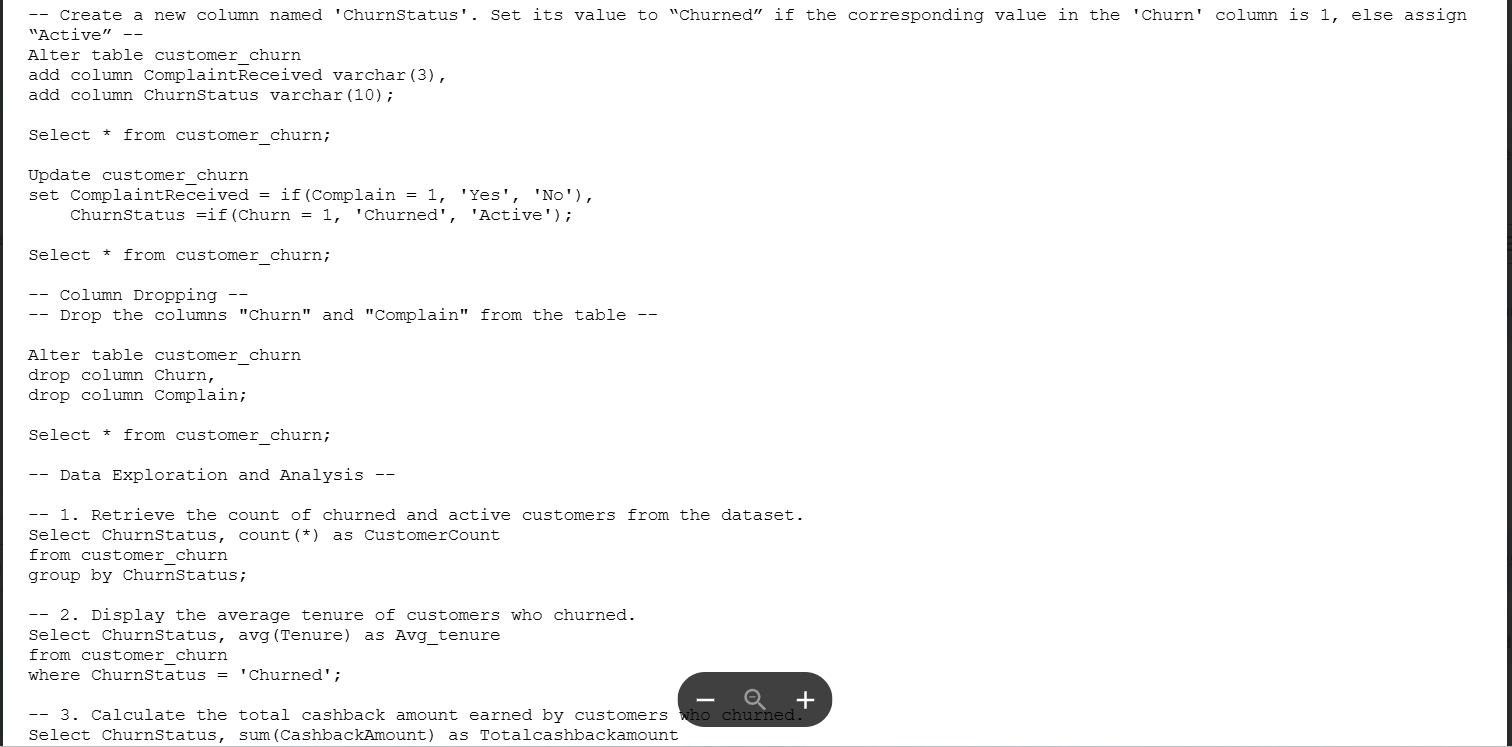 -- Create a new column named 'ChurnStatus'. Set its value to “Churned” if the corresponding value in the 'Churn' column is 1, else assign
“Active” --
Alter table customer_churn
add column ComplaintReceived varchar(3),
add column ChurnStatus varchar(10);
Select * from customer_churn;
Update customer_churn
set ComplaintReceived = if(Complain = 1, 'Yes', 'No'),
ChurnStatus =if(Churn = 1, 'Churned', 'Active');
Select * from customer_churn;
-- Column Dropping --
-- Drop the columns "Churn" and "Complain" from the table --
Alter table customer_churn
drop column Churn,
drop column Complain;
Select * from customer_churn;
-- Data Exploration and Analysis --
-- 1. Retrieve the count of churned and active customers from the dataset.
Select ChurnStatus, count(*) as CustomerCount
from customer_churn
group by ChurnStatus;
-- 2. Display the average tenure of customers who churned.
Select ChurnStatus, avg(Tenure) as Avg_tenure
from customer_churn
where ChurnStatus = 'Churned';
-- 3. Calculate the total cashback amount earned by customers who churned.
Select ChurnStatus, sum(CashbackAmount) as Totalcashbackamount